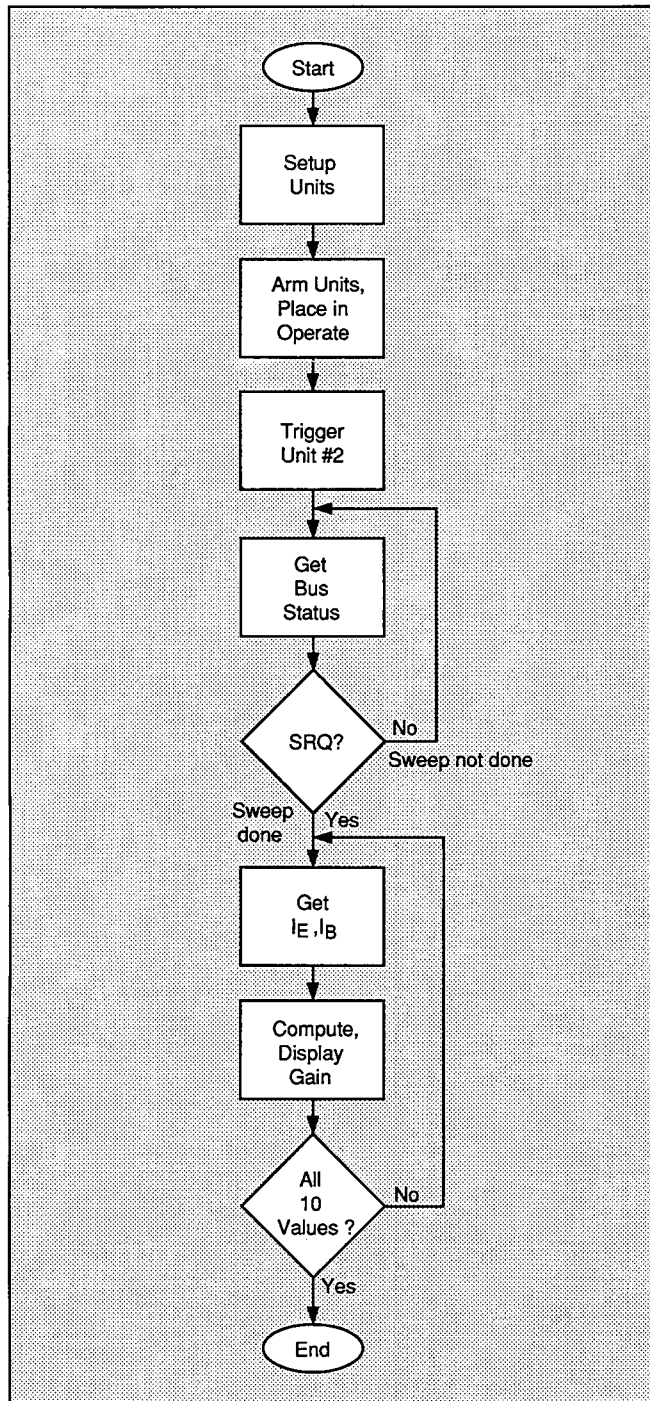 Start
Setup
Units
Arm Units,
Place in
Operate
Trigger
Unit #2
Get
Bus
Status
SRQ?
No
Sweep not done
Sweep
done
Yes
Get
IE ,IB
Compute,
Display
Gain
All
10
Values ?
No
Yes
End